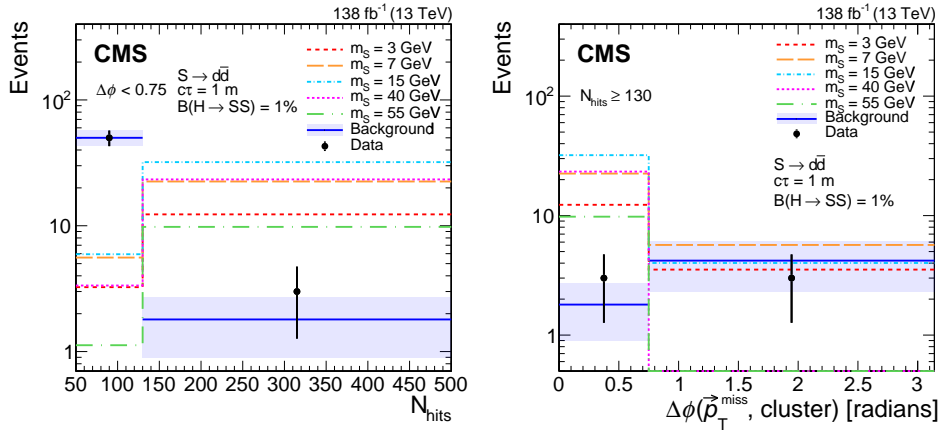 138 fb⁻¹ (13 TeV)
CMS
Δϕ < 0.75
S → dd̅
cτ = 1 m
B(H → SS) = 1%
m_S = 3 GeV
m_S = 7 GeV
m_S = 15 GeV
m_S = 40 GeV
m_S = 55 GeV
Background
Data
Events
10²
10
1
50 100 150 200 250 300 350 400 450 500
N_hits
138 fb⁻¹ (13 TeV)
CMS
N_hits ≥ 130
m_S = 3 GeV
m_S = 7 GeV
m_S = 15 GeV
m_S = 40 GeV
m_S = 55 GeV
Background
Data
S → dd̅
cτ = 1 m
B(H → SS) = 1%
Events
10²
10
1
0 0.5 1 1.5 2 2.5 3
Δϕ(p⃗_T^miss, cluster) [radians]